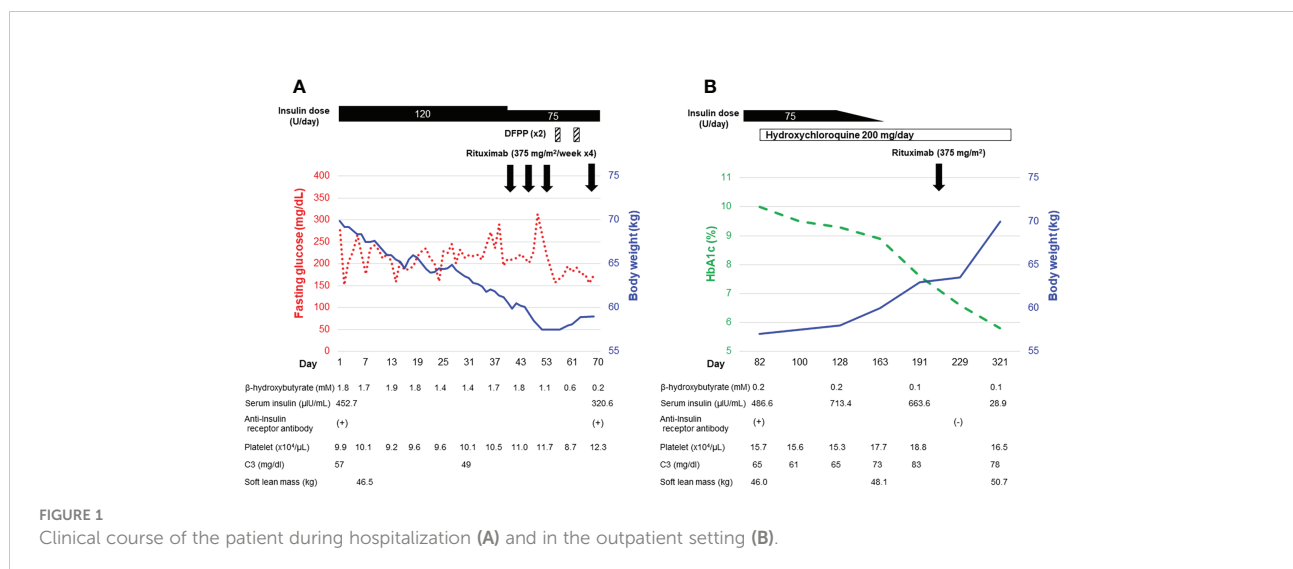 A
Insulin dose
(U/day)
120
75
DFPP (x2)
Rituximab (375 mg/m²/week x4)
Fasting glucose (mg/dL)
400
350
300
250
200
150
100
50
0
75
70
65
60
55
Body weight (kg)
Day 1 7 13 19 25 31 37 43 53 61 70
β-hydroxybutyrate (mM) 1.8 1.7 1.9 1.8 1.4 1.4 1.7 1.8 1.1 0.6 0.2
Serum insulin (μIU/mL) 452.7 320.6
Anti-Insulin
receptor antibody (+) (+)
Platelet (x10⁴/μL) 9.9 10.1 9.2 9.6 9.6 10.1 10.5 11.0 11.7 8.7 12.3
C3 (mg/dl) 57 49
Soft lean mass (kg) 46.5
B
Insulin dose
(U/day)
75
Hydroxychloroquine 200 mg/day
Rituximab (375 mg/m²)
HbA1c (%)
11
10
9
8
7
6
5
75
70
65
60
55
Body weight (kg)
Day 82 100 128 163 191 229 321
β-hydroxybutyrate (mM) 0.2 0.2 0.1 0.1
Serum insulin (μIU/mL) 486.6 713.4 663.6 28.9
Anti-Insulin
receptor antibody (+) (-)
Platelet (x10⁴/μL) 15.7 15.6 15.3 17.7 18.8 16.5
C3 (mg/dl) 65 61 65 73 83 78
Soft lean mass (kg) 46.0 48.1 50.7
FIGURE 1
Clinical course of the patient during hospitalization (A) and in the outpatient setting (B).